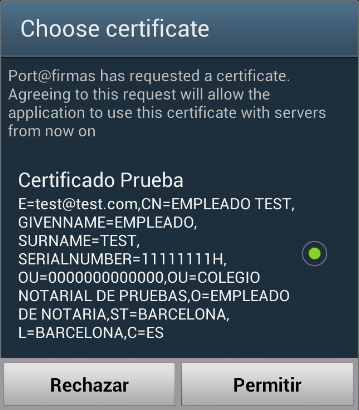 Choose certificate
Port@firmas has requested a certificate.
Agreeing to this request will allow the
application to use this certificate with servers
from now on
Certificado Prueba
E=test@test.com,CN=EMPLEADO TEST,
GIVENNAME=EMPLEADO,
SURNAME=TEST,
SERIALNUMBER=11111111H,
OU=0000000000000,OU=COLEGIO
NOTARIAL DE PRUEBAS,O=EMPLEADO
DE NOTARIA,ST=BARCELONA,
L=BARCELONA,C=ES
Rechazar
Permitir